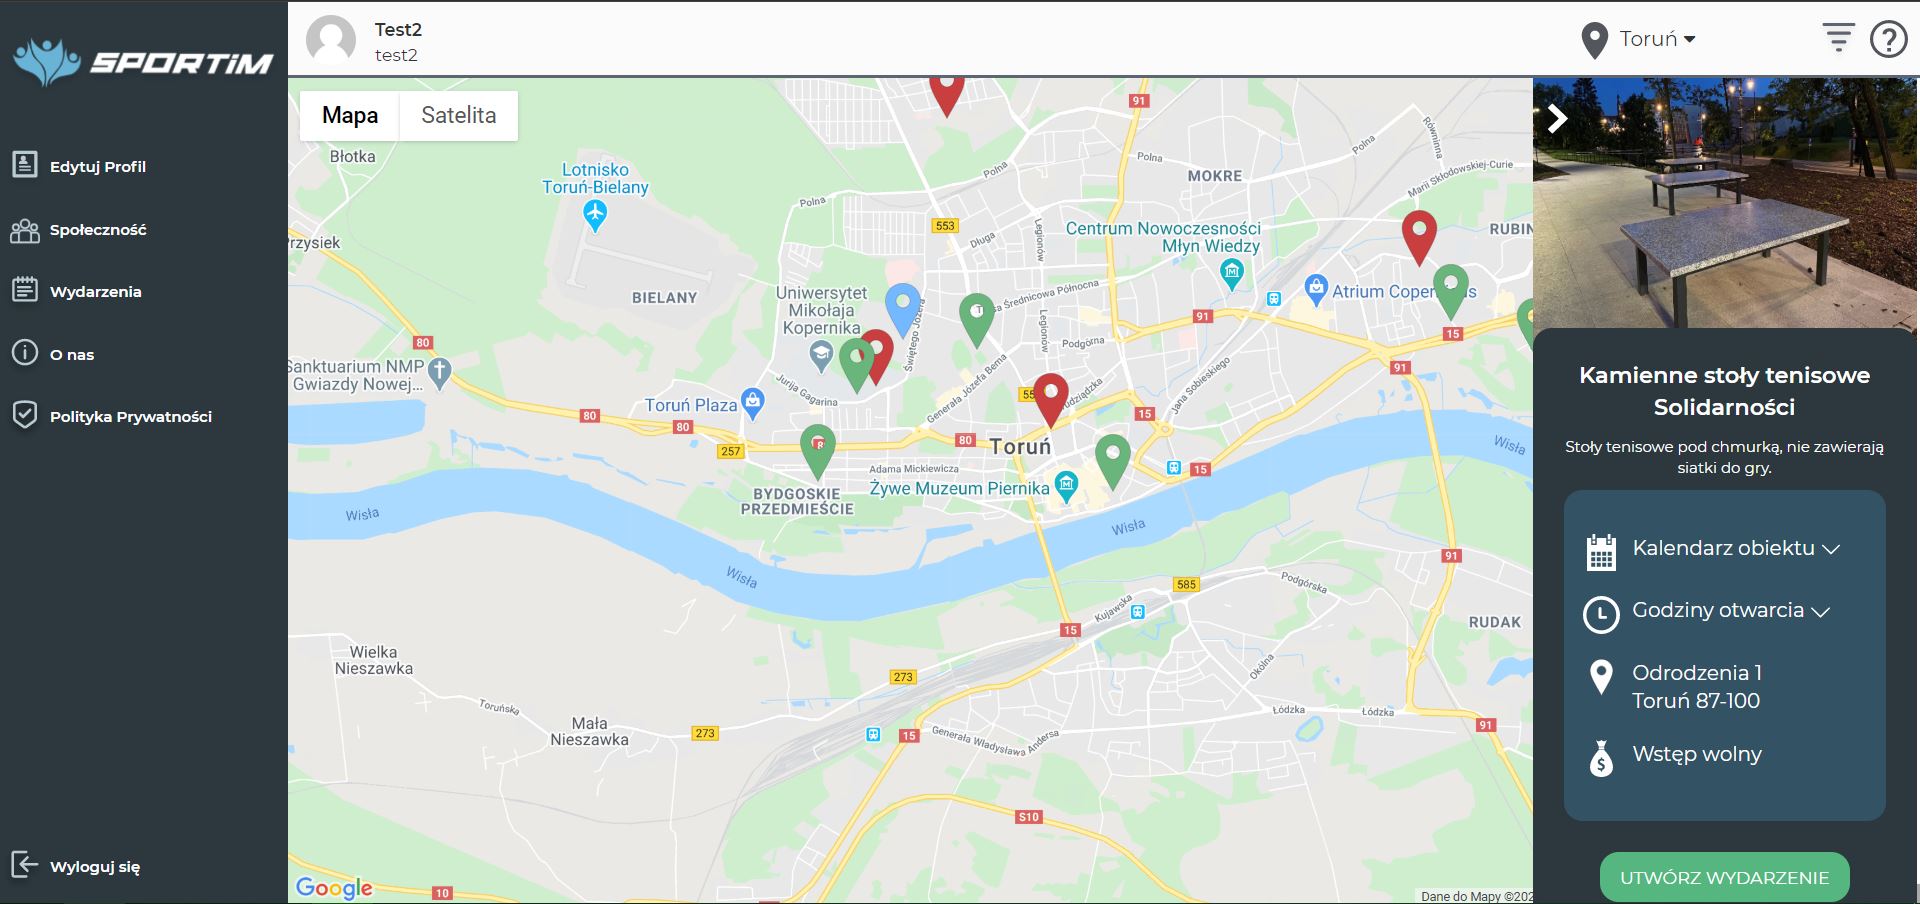 SPORTiM
Edytuj Profil
Społeczność
Wydarzenia
O nas
Polityka Prywatności
Wyloguj się
Test2
test2
Toruń
Mapa
Satelita
Błotka
Lotnisko
Toruń-Bielany
Polna
Polna
Polna
Polna
91
MOKRE
Równinna
Marii Skłodowskiej-Curie
553
Długa
Legionów
Centrum Nowoczesności
Młyn Wiedzy
RUBIN
BIELANY
Uniwersytet
Mikołaja
Kopernika
Świętego Józefa
Średnicowa Północna
Legionów
Podgórna
Atrium
91
15
80
Sanktuarium NMP
Gwiazdy Nowej...
Jurija Gagarina
Generała Józefa Bema
Jana Sobieskiego
91
Toruń Plaza
80
80
257
80
15
15
Toruń
Adama Mickiewicza
Żywe Muzeum Piernika
BYDGOSKIE
PRZEDMIEŚCIE
Wisła
Wisła
Wisła
Wisła
91
585
Podgórska
Kujawska
15
RUDAK
Wielka
Nieszawka
273
Okólna
Toruńska
Mała
Nieszawka
273
15
Generała Władysława Andersa
Łódzka
Łódzka
91
S10
10
Google
Dane do Mapy
Kamienne stoły tenisowe
Solidarności
Stoły tenisowe pod chmurką, nie zawierają
siatki do gry.
Kalendarz obiektu
Godziny otwarcia
Odrodzenia 1
Toruń 87-100
Wstęp wolny
UTWÓRZ WYDARZENIE